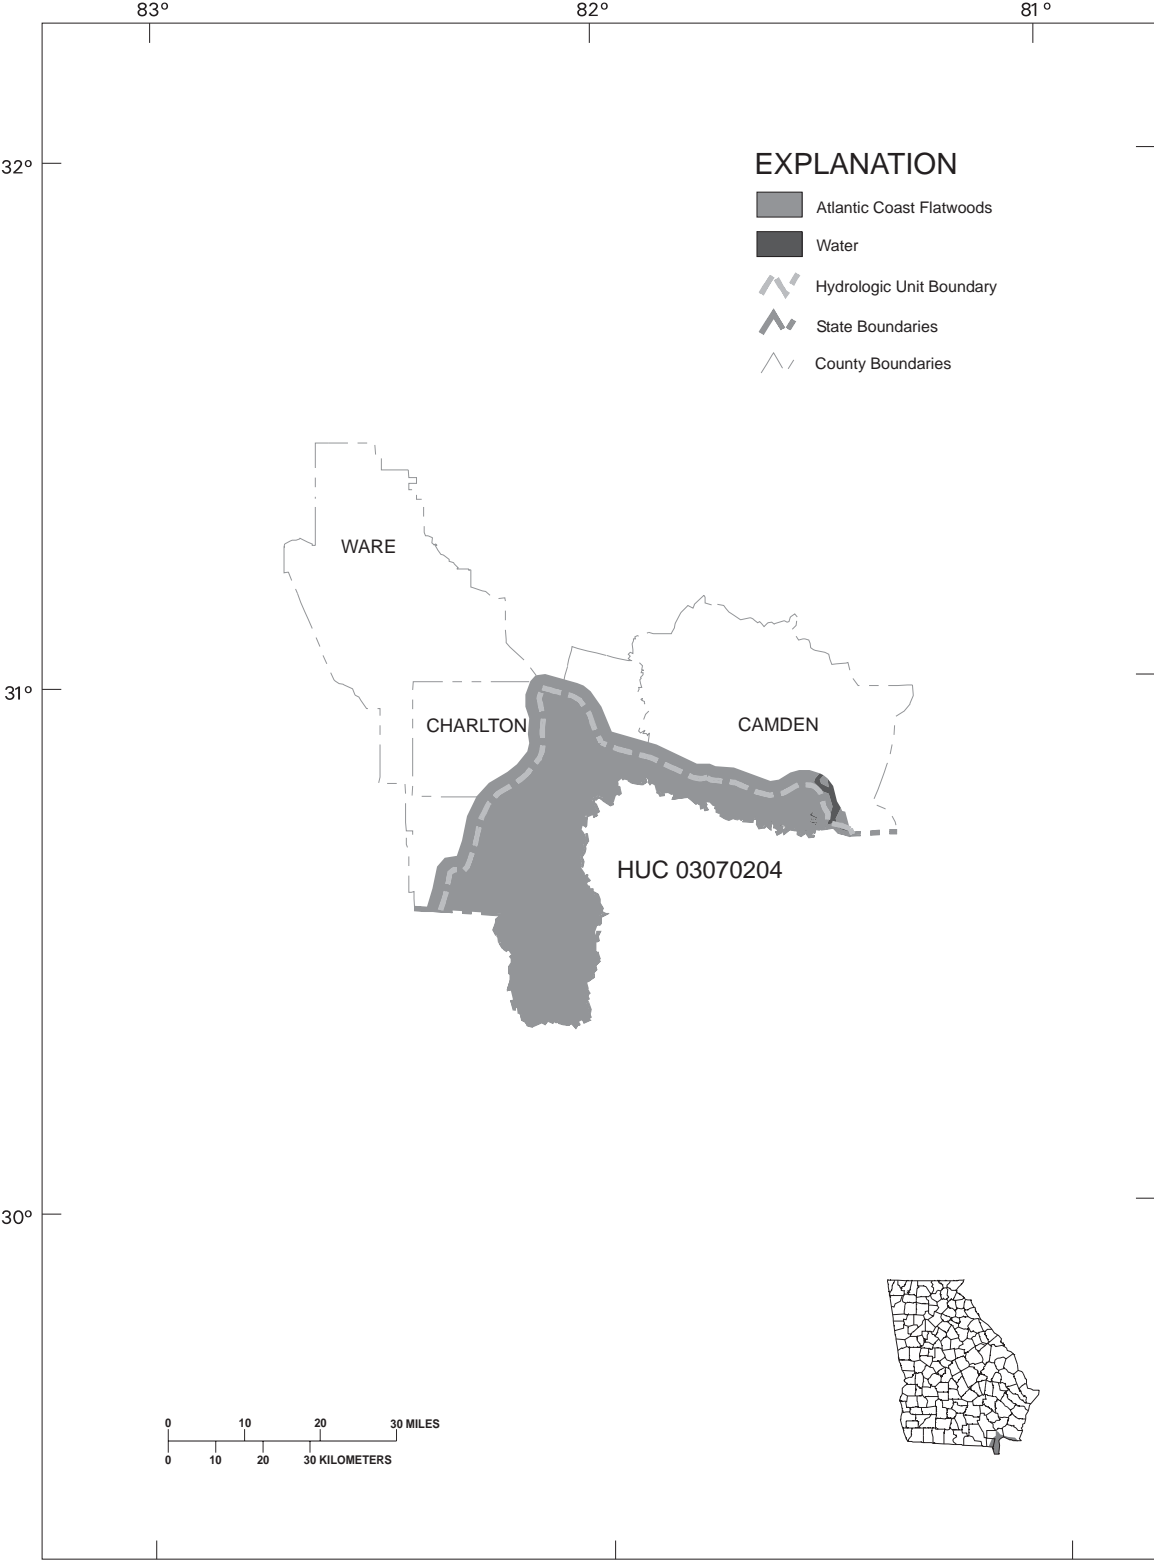 83° 82° 81°
32°
EXPLANATION
Atlantic Coast Flatwoods
Water
Hydrologic Unit Boundary
State Boundaries
County Boundaries
WARE
31°
CHARLTON
CAMDEN
HUC 03070204
30°
0 10 20 30 MILES
0 10 20 30 KILOMETERS